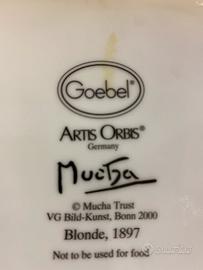 Goebel®
ARTIS ORBIS®
Germany
Mucha
© Mucha Trust
VG Bild-Kunst, Bonn 2000
Blonde, 1897
Not to be used for food